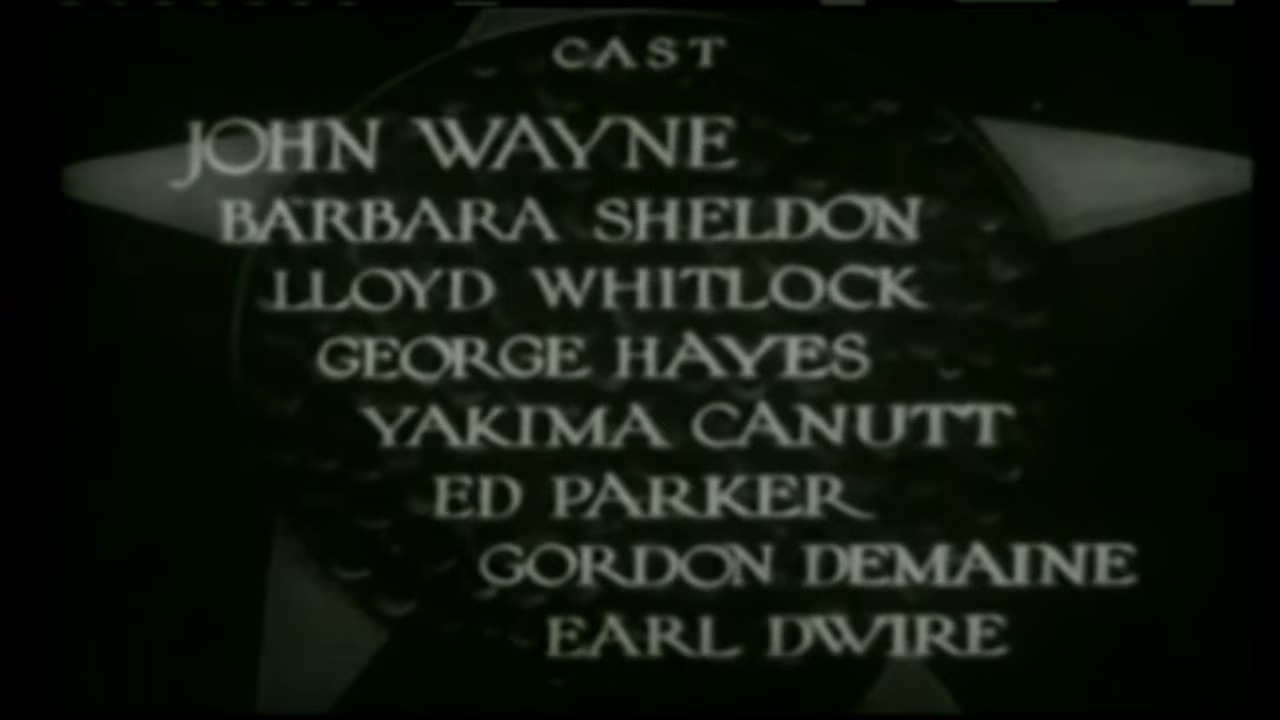 CAST
JOHN WAYNE
BARBARA SHELDON
LLOYD WHITLOCK
GEORGE HAYES
YAKIMA CANUTT
ED PARKER
GORDON DEMAINE
EARL DWIRE